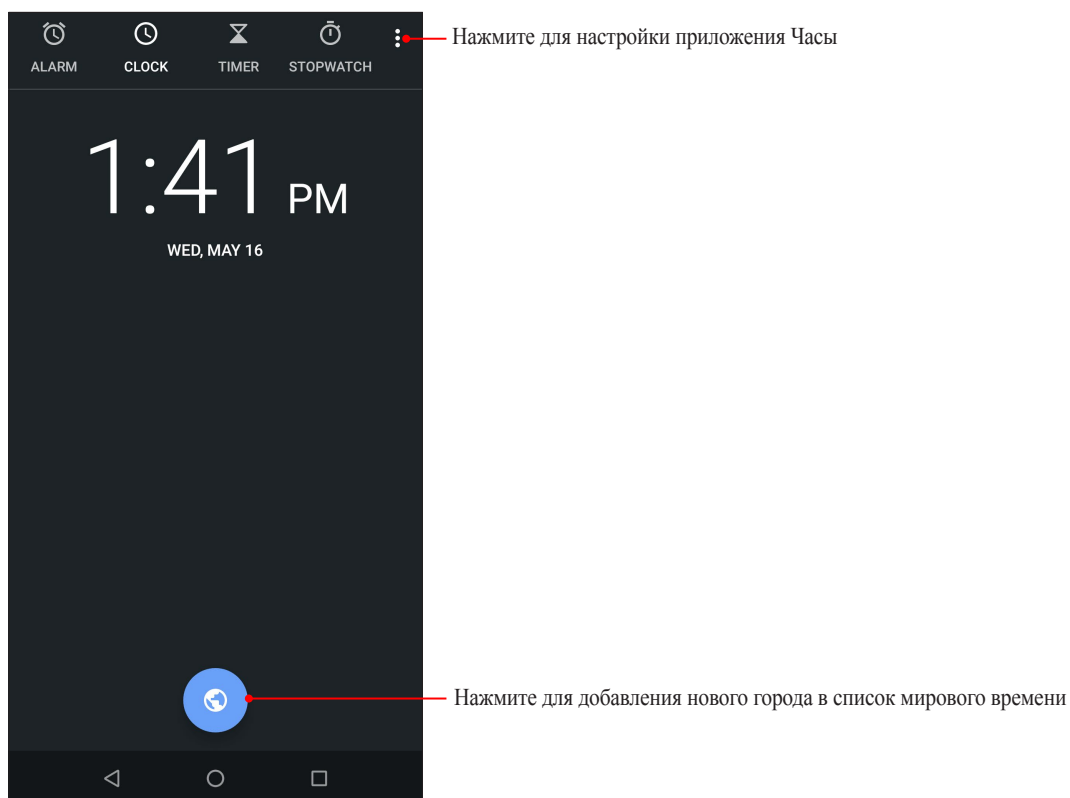 Нажмите для настройки приложения Часы
ALARM CLOCK TIMER STOPWATCH
1:41 PM
WED, MAY 16
Нажмите для добавления нового города в список мирового времени